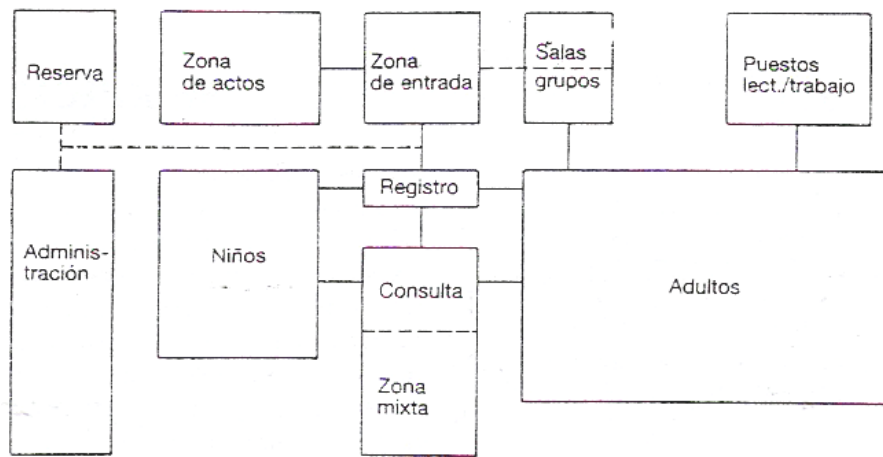 Reserva
Zona
de actos
Zona
de entrada
Salas
grupos
Puestos
lect./trabajo
Registro
Adminis-
tración
Niños
Consulta
Adultos
Zona
mixta